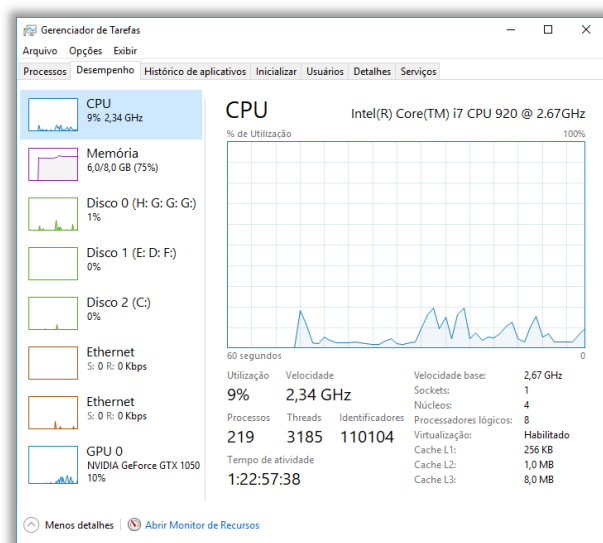 Gerenciador de Tarefas
Arquivo Opções Exibir
Processos Desempenho Histórico de aplicativos Inicializar Usuários Detalhes Serviços
CPU
9% 2,34 GHz
Memória
6,0/8,0 GB (75%)
Disco 0 (H: G: G: G:)
1%
Disco 1 (E: D: F:)
0%
Disco 2 (C:)
0%
Ethernet
S: 0 R: 0 Kbps
Ethernet
S: 0 R: 0 Kbps
GPU 0
NVIDIA GeForce GTX 1050
10%
CPU Intel(R) Core(TM) i7 CPU 920 @ 2.67GHz
% de Utilização 100%
60 segundos 0
Utilização Velocidade
9% 2,34 GHz
Processos Threads Identificadores
219 3185 110104
Tempo de atividade
1:22:57:38
Velocidade base: 2,67 GHz
Sockets: 1
Núcleos: 4
Processadores lógicos: 8
Virtualização: Habilitado
Cache L1: 256 KB
Cache L2: 1,0 MB
Cache L3: 8,0 MB
Menos detalhes Abrir Monitor de Recursos